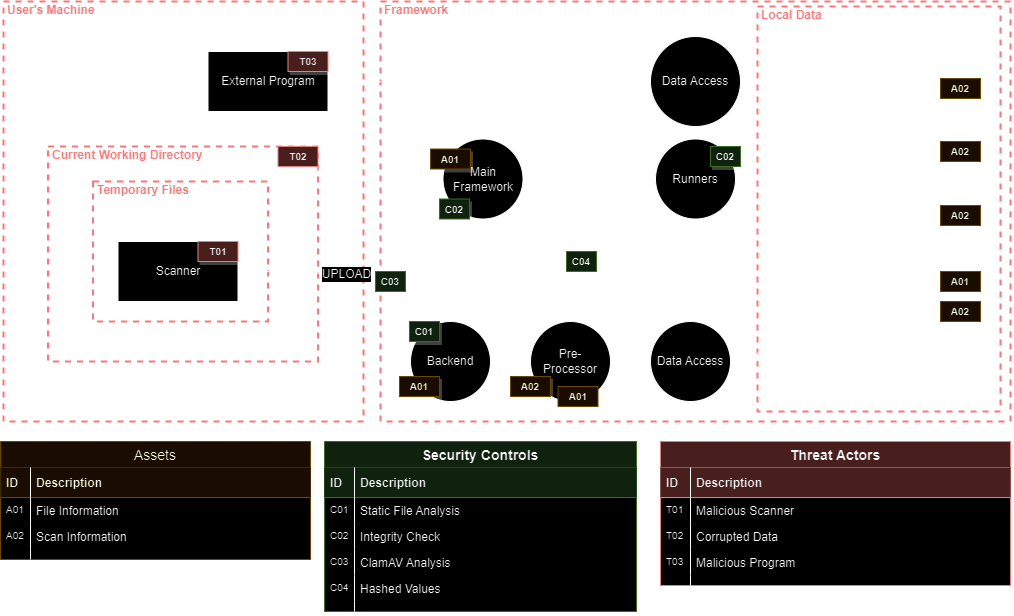 User's Machine
Framework
Local Data
T03
External Program
Data Access
A02
Current Working Directory
T02
A01
Main
Framework
C02
C02
Runners
A02
Temporary Files
A02
T01
Scanner
UPLOAD
C03
C04
A01
A02
C01
Backend
A01
Pre-
Processor
A02
A01
Data Access
Assets
ID Description
A01 File Information
A02 Scan Information
Security Controls
ID Description
C01 Static File Analysis
C02 Integrity Check
C03 ClamAV Analysis
C04 Hashed Values
Threat Actors
ID Description
T01 Malicious Scanner
T02 Corrupted Data
T03 Malicious Program